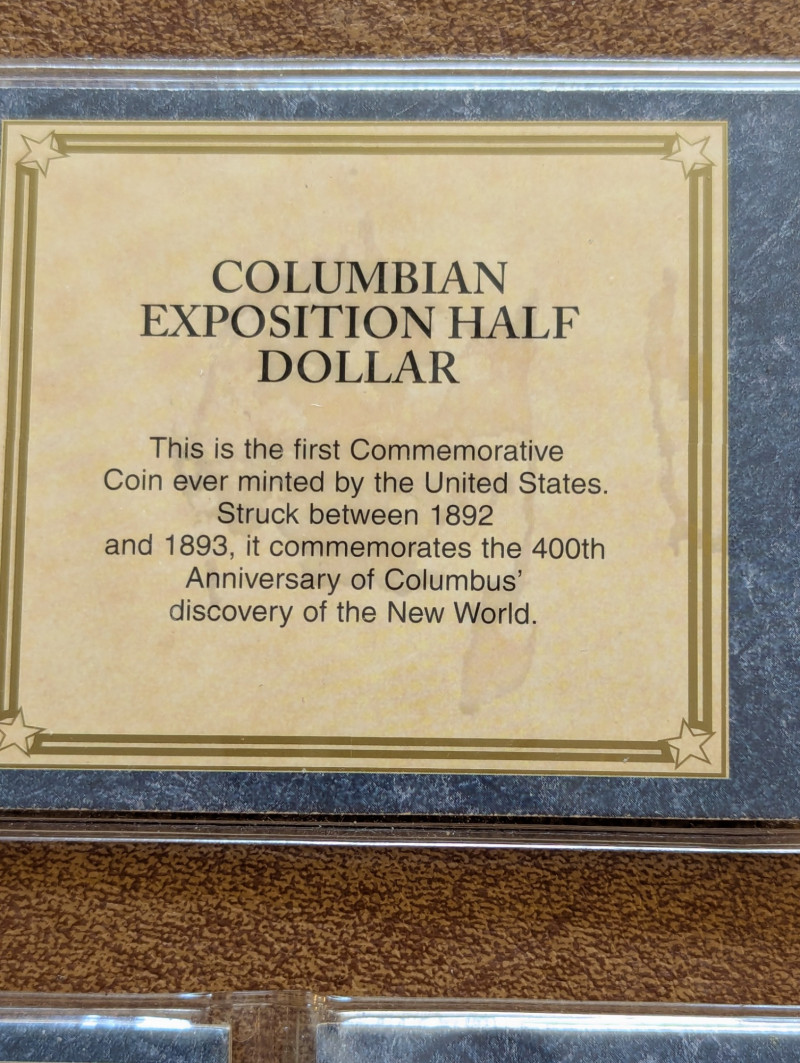 COLUMBIAN
EXPOSITION HALF
DOLLAR
This is the first Commemorative
Coin ever minted by the United States.
Struck between 1892
and 1893, it commemorates the 400th
Anniversary of Columbus'
discovery of the New World.